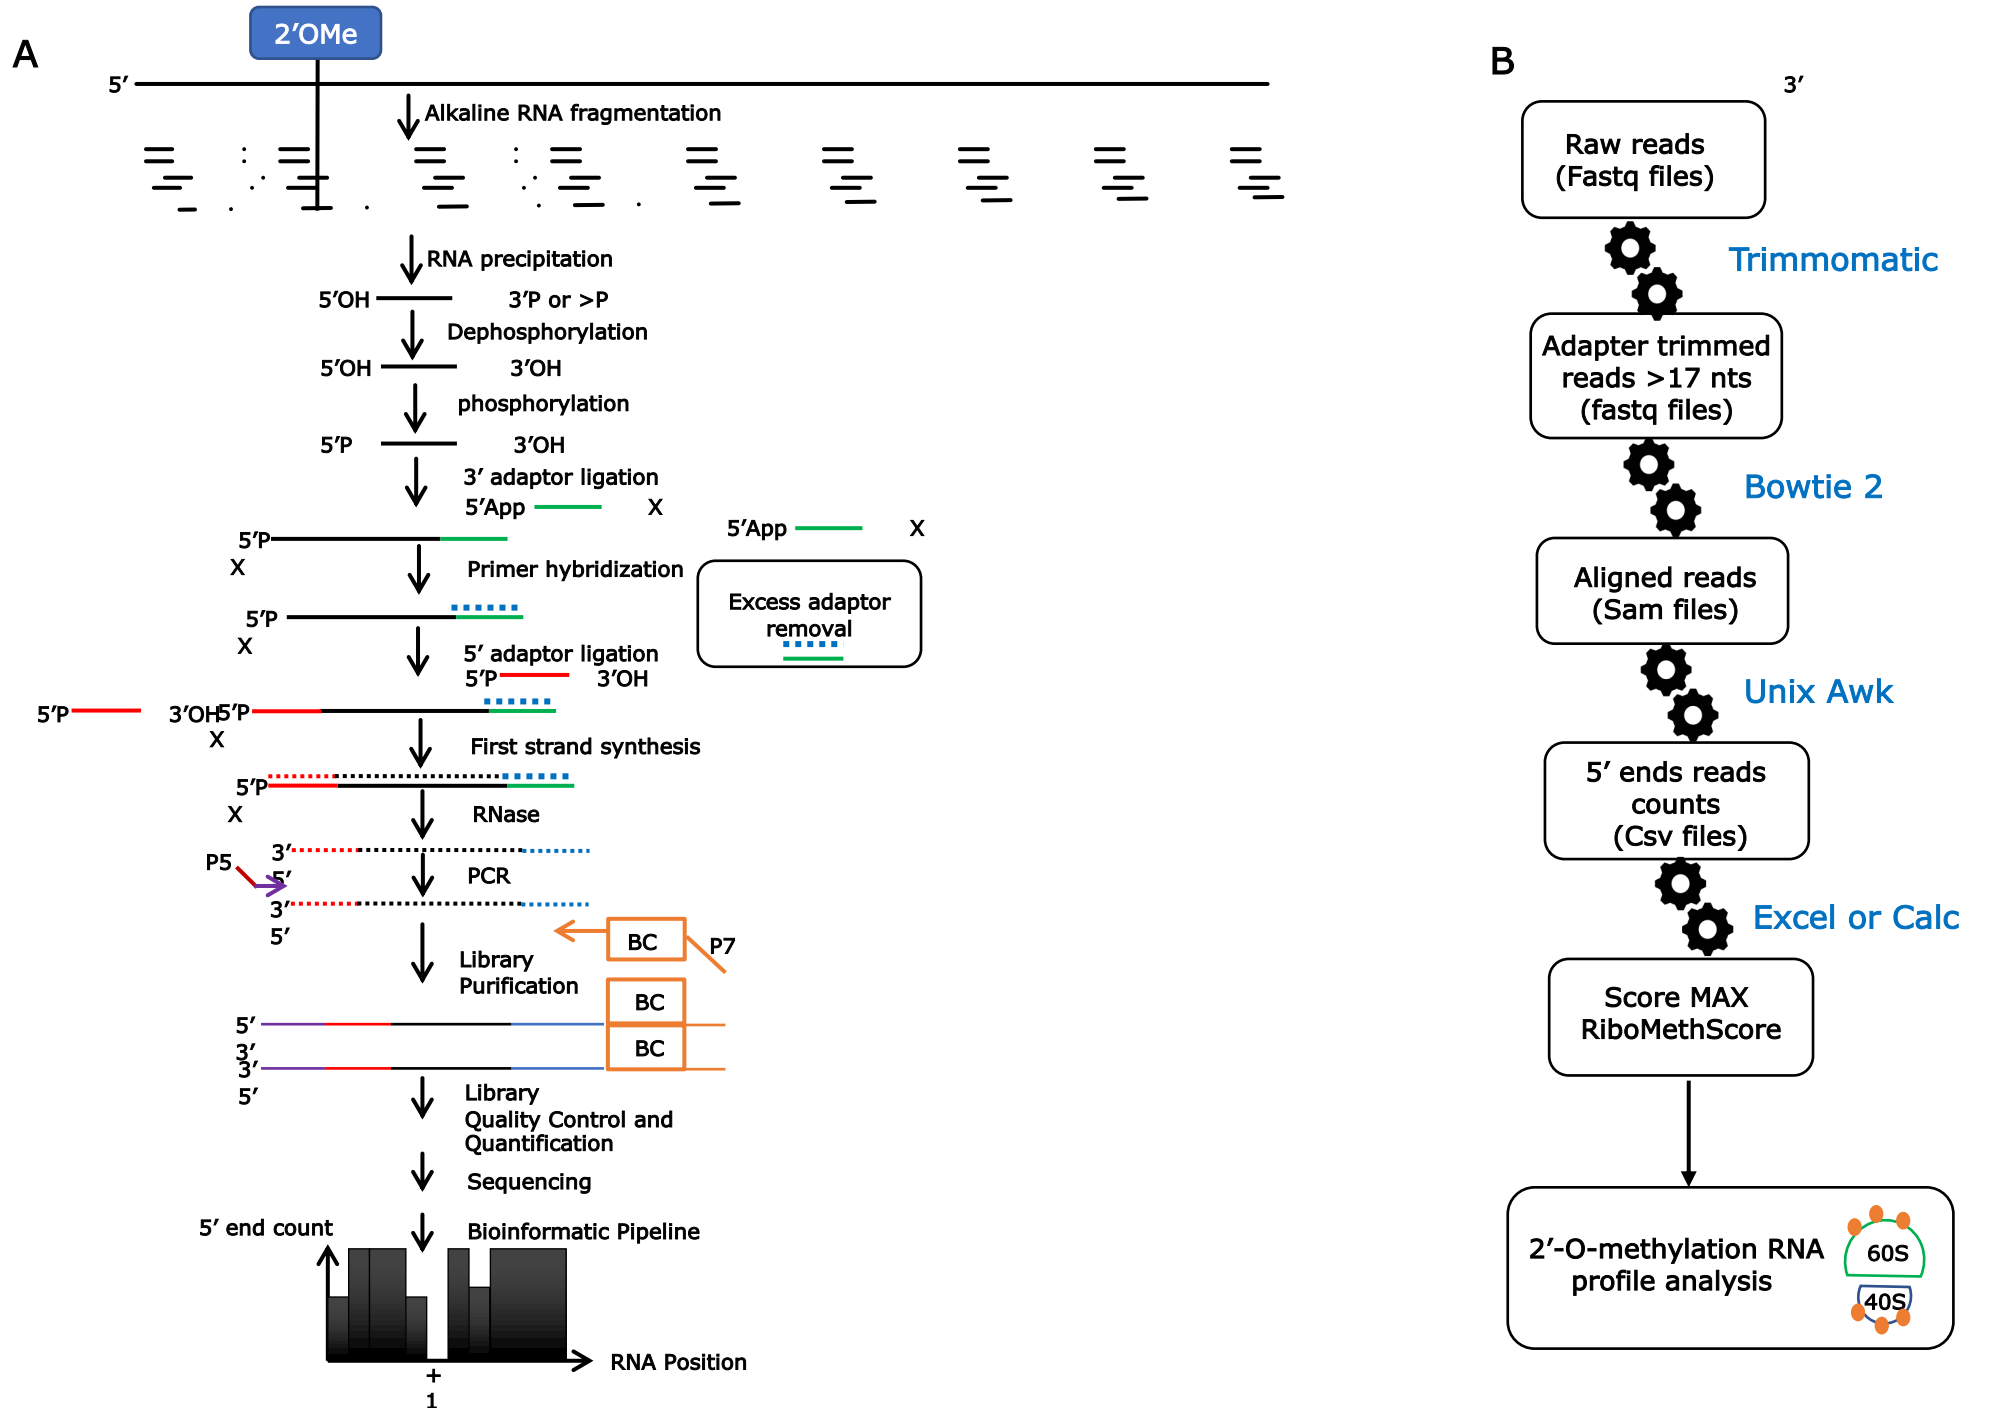 A
2′OMe
5′
Alkaline RNA fragmentation
RNA precipitation
5′OH 3′P or >P
Dephosphorylation
5′OH 3′OH
phosphorylation
5′P 3′OH
3′ adaptor ligation
5′App X
5′App X
5′P
X
Primer hybridization
Excess adaptor
removal
5′P
X
5′ adaptor ligation
5′P 3′OH
5′P 3′OH 5′P
X
First strand synthesis
5′P
X
RNase
3′
P5
5′
PCR
3′
5′
BC
P7
Library
Purification
BC
5′
3′
BC
3′
5′
Library
Quality Control and
Quantification
Sequencing
5′ end count
Bioinformatic Pipeline
RNA Position
+
1
B
3′
Raw reads
(Fastq files)
Trimmomatic
Adapter trimmed
reads >17 nts
(fastq files)
Bowtie 2
Aligned reads
(Sam files)
Unix Awk
5′ ends reads
counts
(Csv files)
Excel or Calc
Score MAX
RiboMethScore
2′-O-methylation RNA
profile analysis
60S
40S